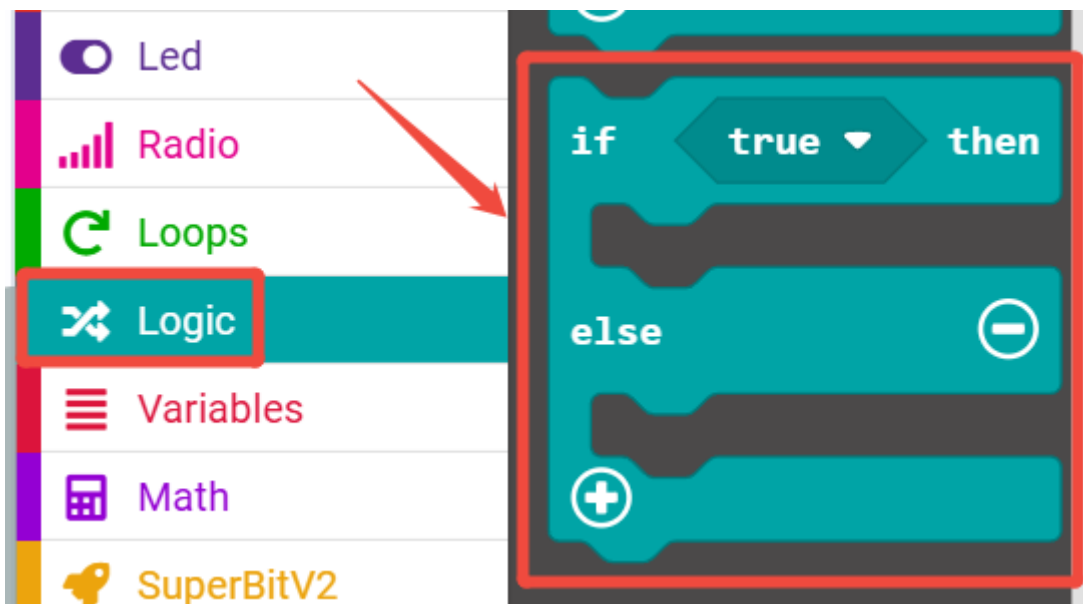 Led
Radio
Loops
Logic
Variables
Math
SuperBitV2
if true then
else